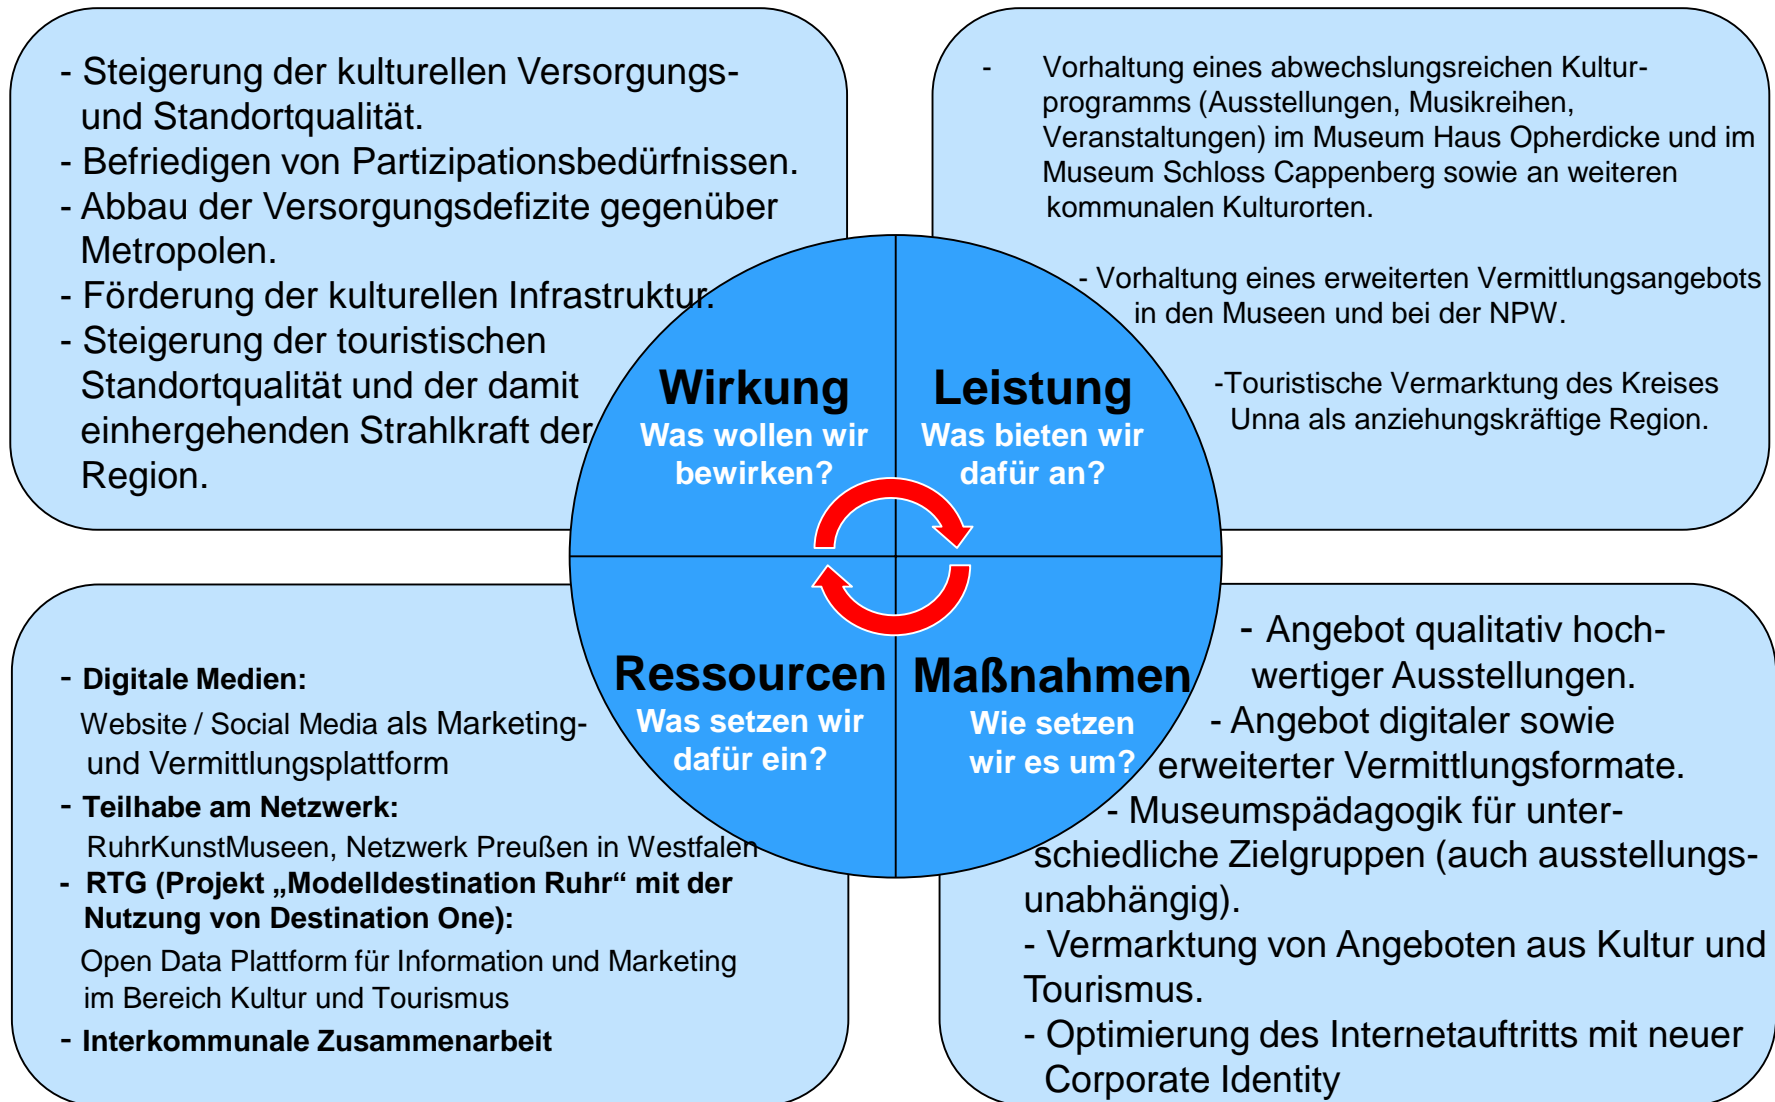 - Steigerung der kulturellen Versorgungs-
und Standortqualität.
- Befriedigen von Partizipationsbedürfnissen.
- Abbau der Versorgungsdefizite gegenüber
Metropolen.
- Förderung der kulturellen Infrastruktur.
- Steigerung der touristischen
Standortqualität und der damit
einhergehenden Strahlkraft der
Region.
- Vorhaltung eines abwechslungsreichen Kultur-
programms (Ausstellungen, Musikreihen,
Veranstaltungen) im Museum Haus Opherdicke und im
Museum Schloss Cappenberg sowie an weiteren
kommunalen Kulturorten.
- Vorhaltung eines erweiterten Vermittlungsangebots
in den Museen und bei der NPW.
-Touristische Vermarktung des Kreises
Unna als anziehungskräftige Region.
Wirkung
Was wollen wir
bewirken?
Leistung
Was bieten wir
dafür an?
Ressourcen
Was setzen wir
dafür ein?
Maßnahmen
Wie setzen
wir es um?
- Digitale Medien:
Website / Social Media als Marketing-
und Vermittlungsplattform
- Teilhabe am Netzwerk:
RuhrKunstMuseen, Netzwerk Preußen in Westfalen
- RTG (Projekt „Modelldestination Ruhr“ mit der
Nutzung von Destination One):
Open Data Plattform für Information und Marketing
im Bereich Kultur und Tourismus
- Interkommunale Zusammenarbeit
- Angebot qualitativ hoch-
wertiger Ausstellungen.
- Angebot digitaler sowie
erweiterter Vermittlungsformate.
- Museumspädagogik für unter-
schiedliche Zielgruppen (auch ausstellungs-
unabhängig).
- Vermarktung von Angeboten aus Kultur und
Tourismus.
- Optimierung des Internetauftritts mit neuer
Corporate Identity